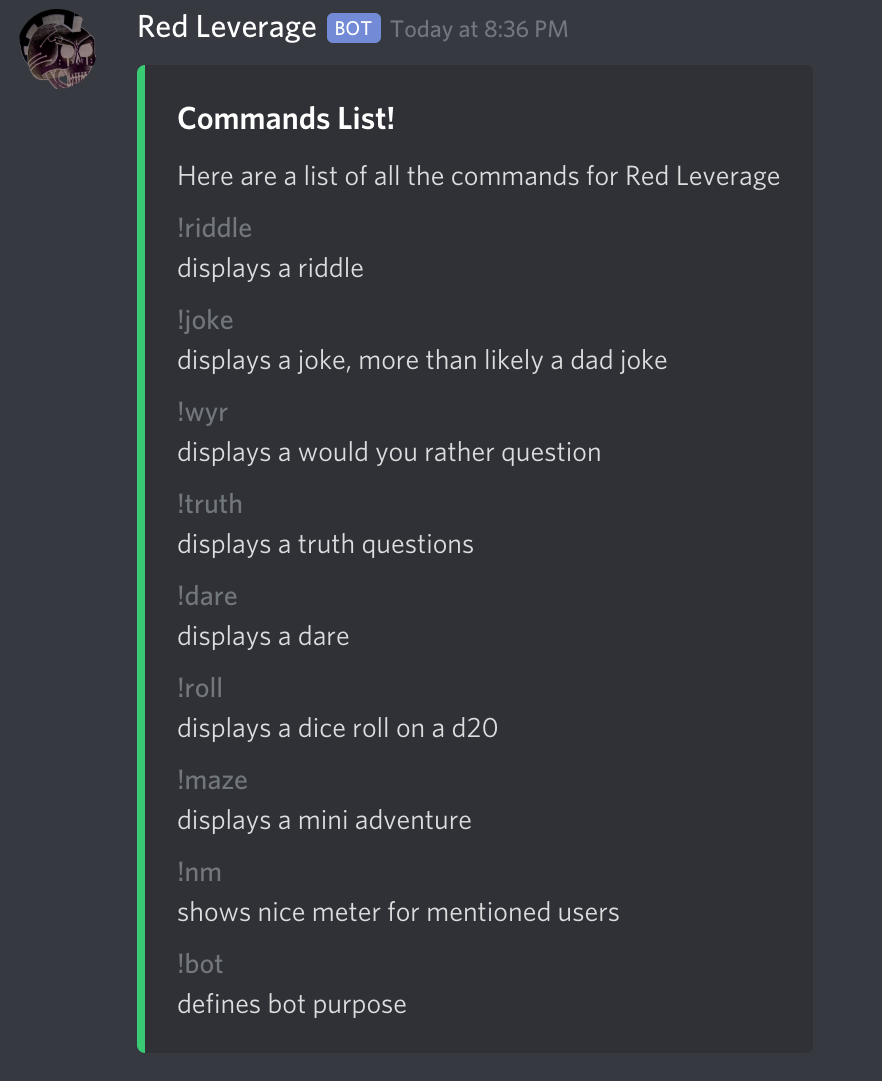 Red Leverage BOT Today at 8:36 PM
Commands List!
Here are a list of all the commands for Red Leverage
!riddle
displays a riddle
!joke
displays a joke, more than likely a dad joke
!wyr
displays a would you rather question
!truth
displays a truth questions
!dare
displays a dare
!roll
displays a dice roll on a d20
!maze
displays a mini adventure
!nm
shows nice meter for mentioned users
!bot
defines bot purpose